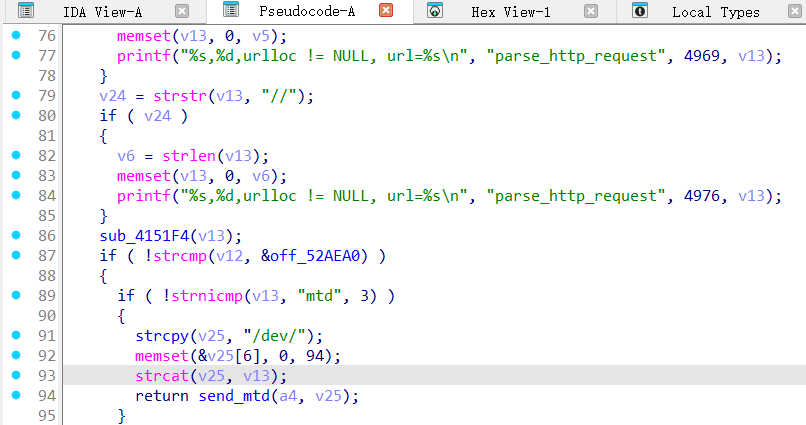 IDA View-A Pseudocode-A Hex View-1 Local Types
76 memset(v13, 0, v5);
77 printf("%s,%d,urlloc != NULL, url=%s\n", "parse_http_request", 4969, v13);
78 }
79 v24 = strstr(v13, "//");
80 if ( v24 )
81 {
82 v6 = strlen(v13);
83 memset(v13, 0, v6);
84 printf("%s,%d,urlloc != NULL, url=%s\n", "parse_http_request", 4976, v13);
85 }
86 sub_4151F4(v13);
87 if ( !strcmp(v12, &off_52AEA0) )
88 {
89 if ( !strnicmp(v13, "mtd", 3) )
90 {
91 strcpy(v25, "/dev/");
92 memset(&v25[6], 0, 94);
93 strcat(v25, v13);
94 return send_mtd(a4, v25);
95 }